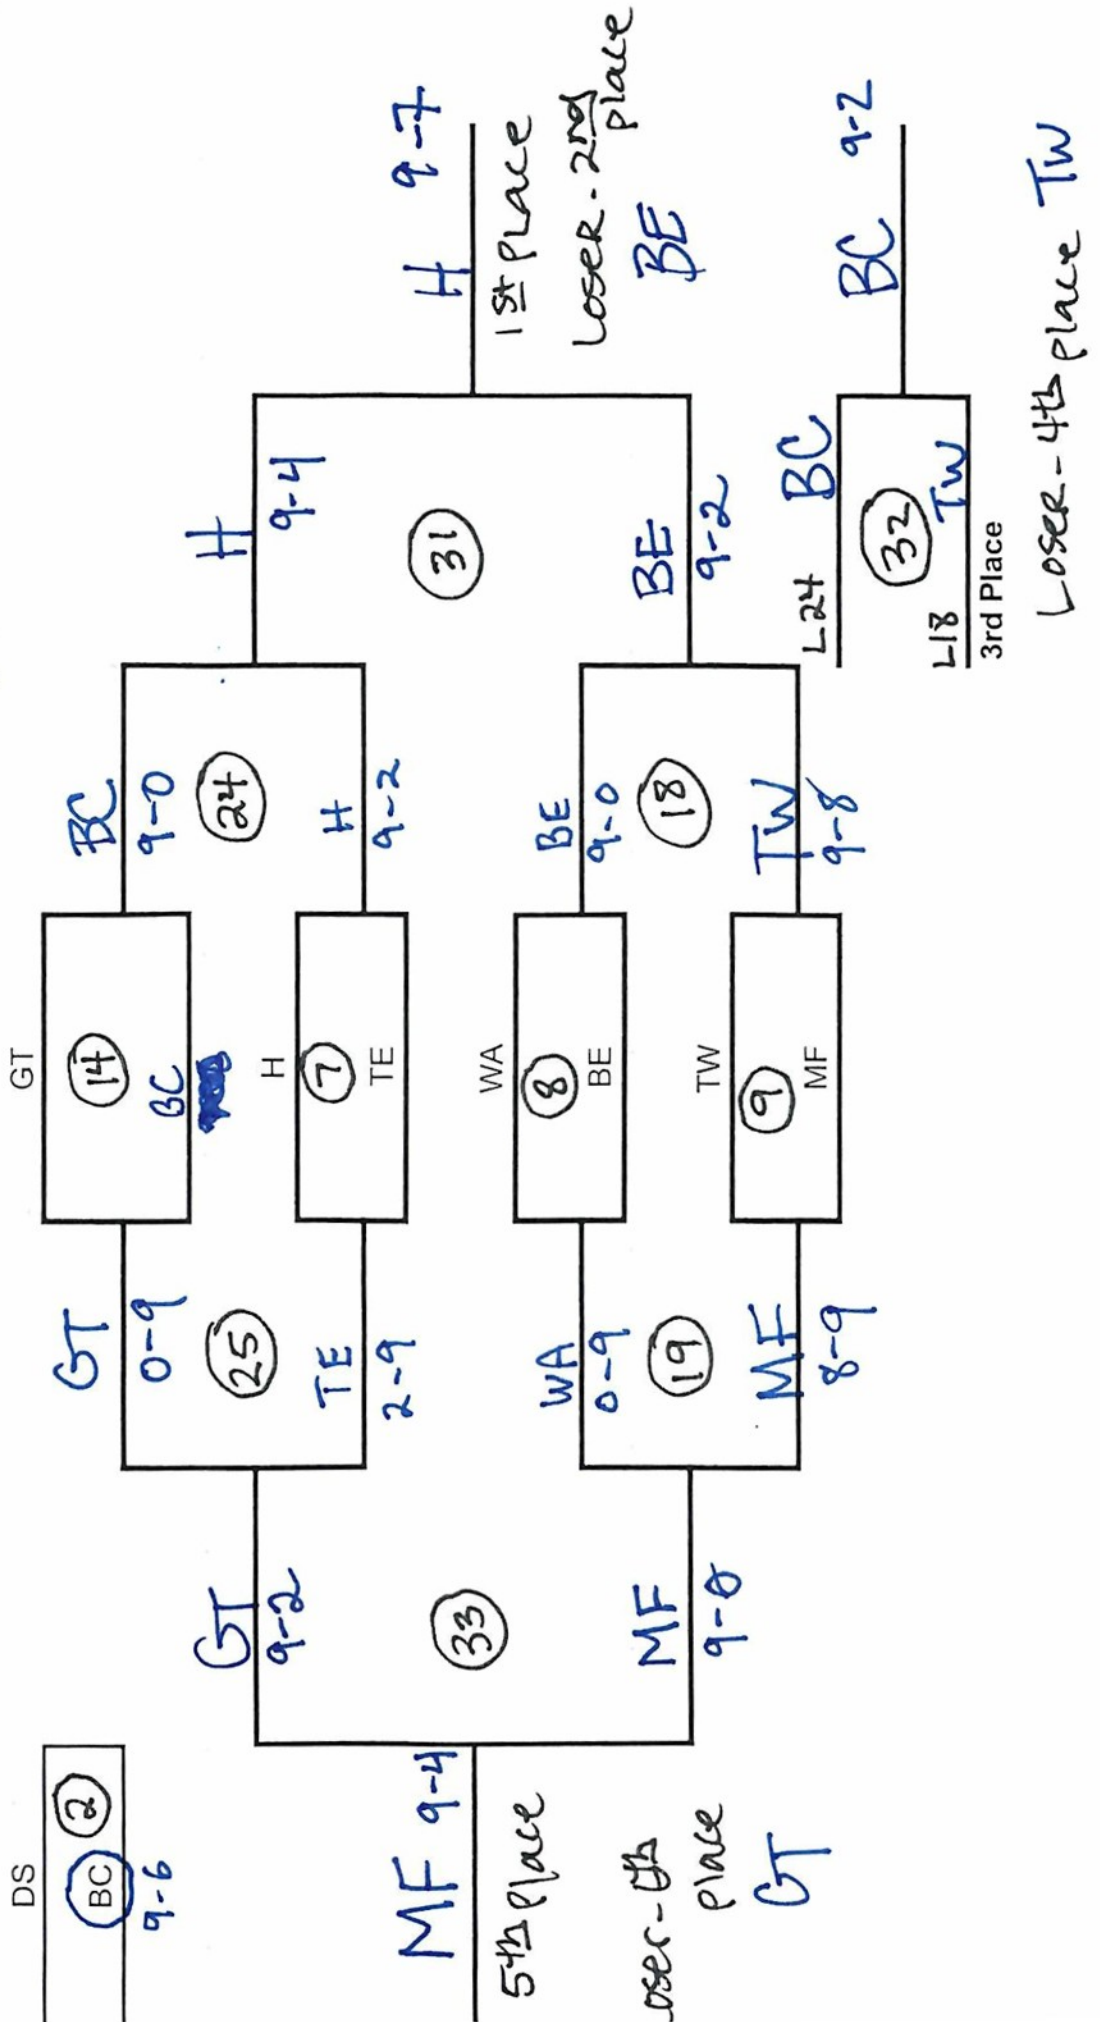 DS
BC
2
9-6
MF 9-4
5th Place
oser-6th place
GT
GT
9-2
33
MF
9-0
GT
0-9
25
TE
2-9
WA
0-9
19
MF
8-9
GT
14
BC
H
7
TE
WA
8
BE
TW
9
MF
BC
9-0
24
H
9-2
BE
9-0
18
TW
9-8
H
9-4
31
BE
9-2
H 9-7
1st Place
Loser-2nd place
BE
L24 BC
32
L18 TW
3rd Place
BC 9-2
Loser-4th place TW